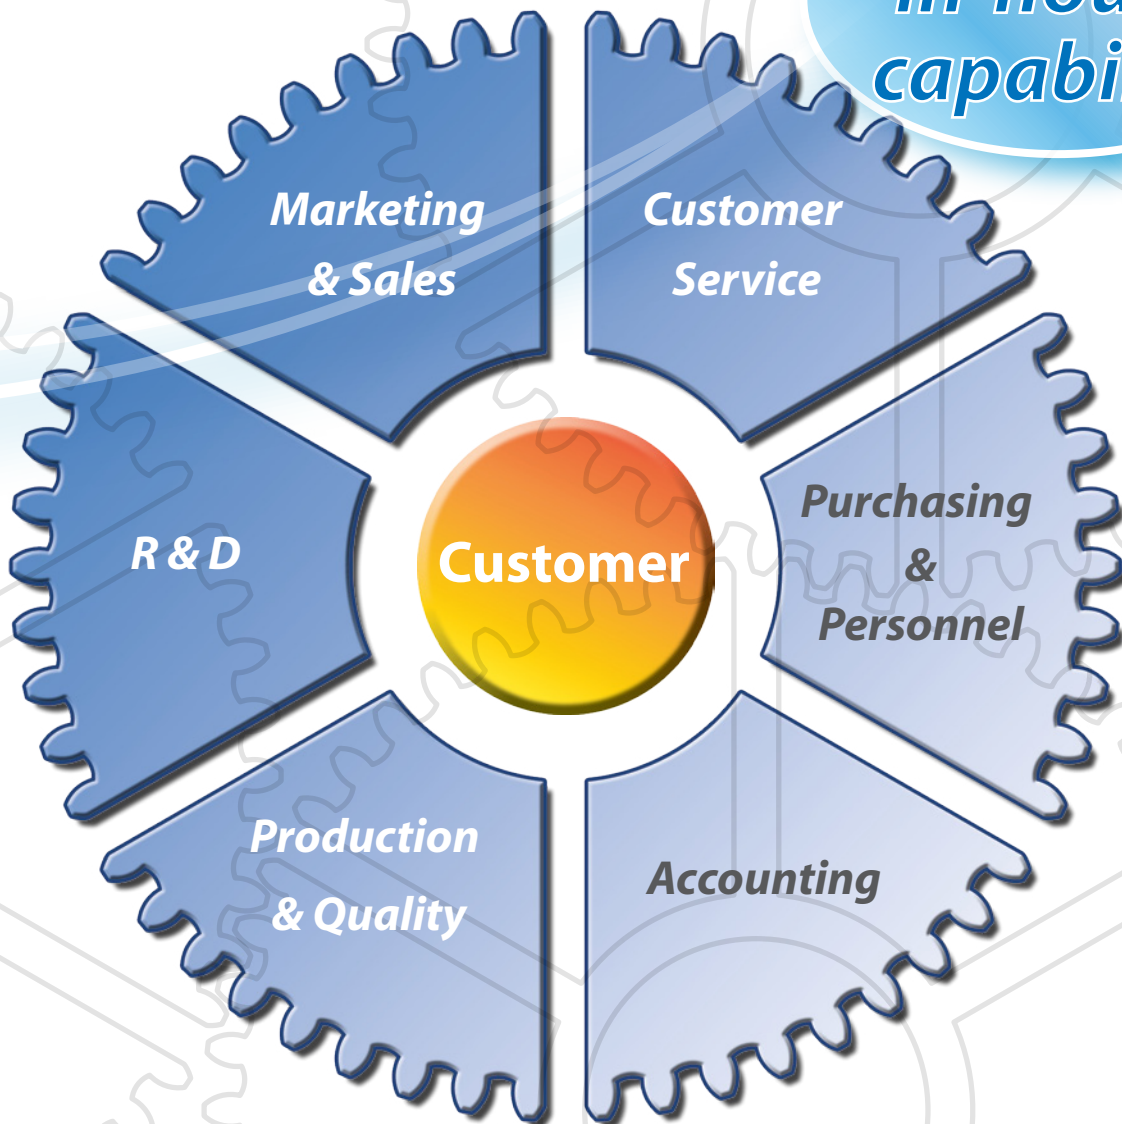 capabi
Marketing
& Sales
Customer
Service
R & D
Customer
Purchasing
&
Personnel
Production
& Quality
Accounting